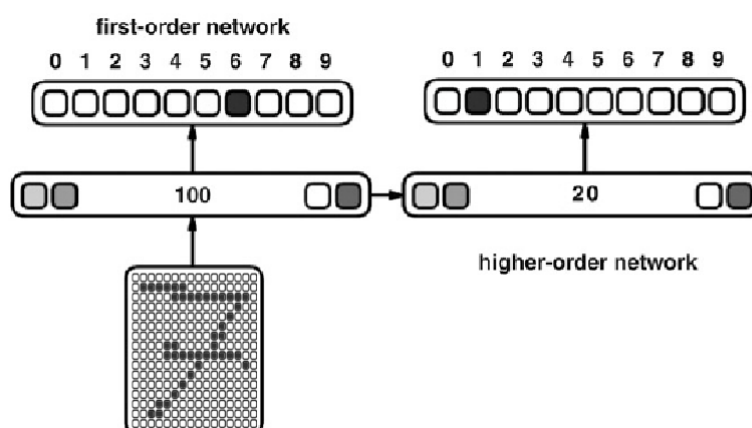 first-order network
0 1 2 3 4 5 6 7 8 9
0 1 2 3 4 5 6 7 8 9
100
20
higher-order network